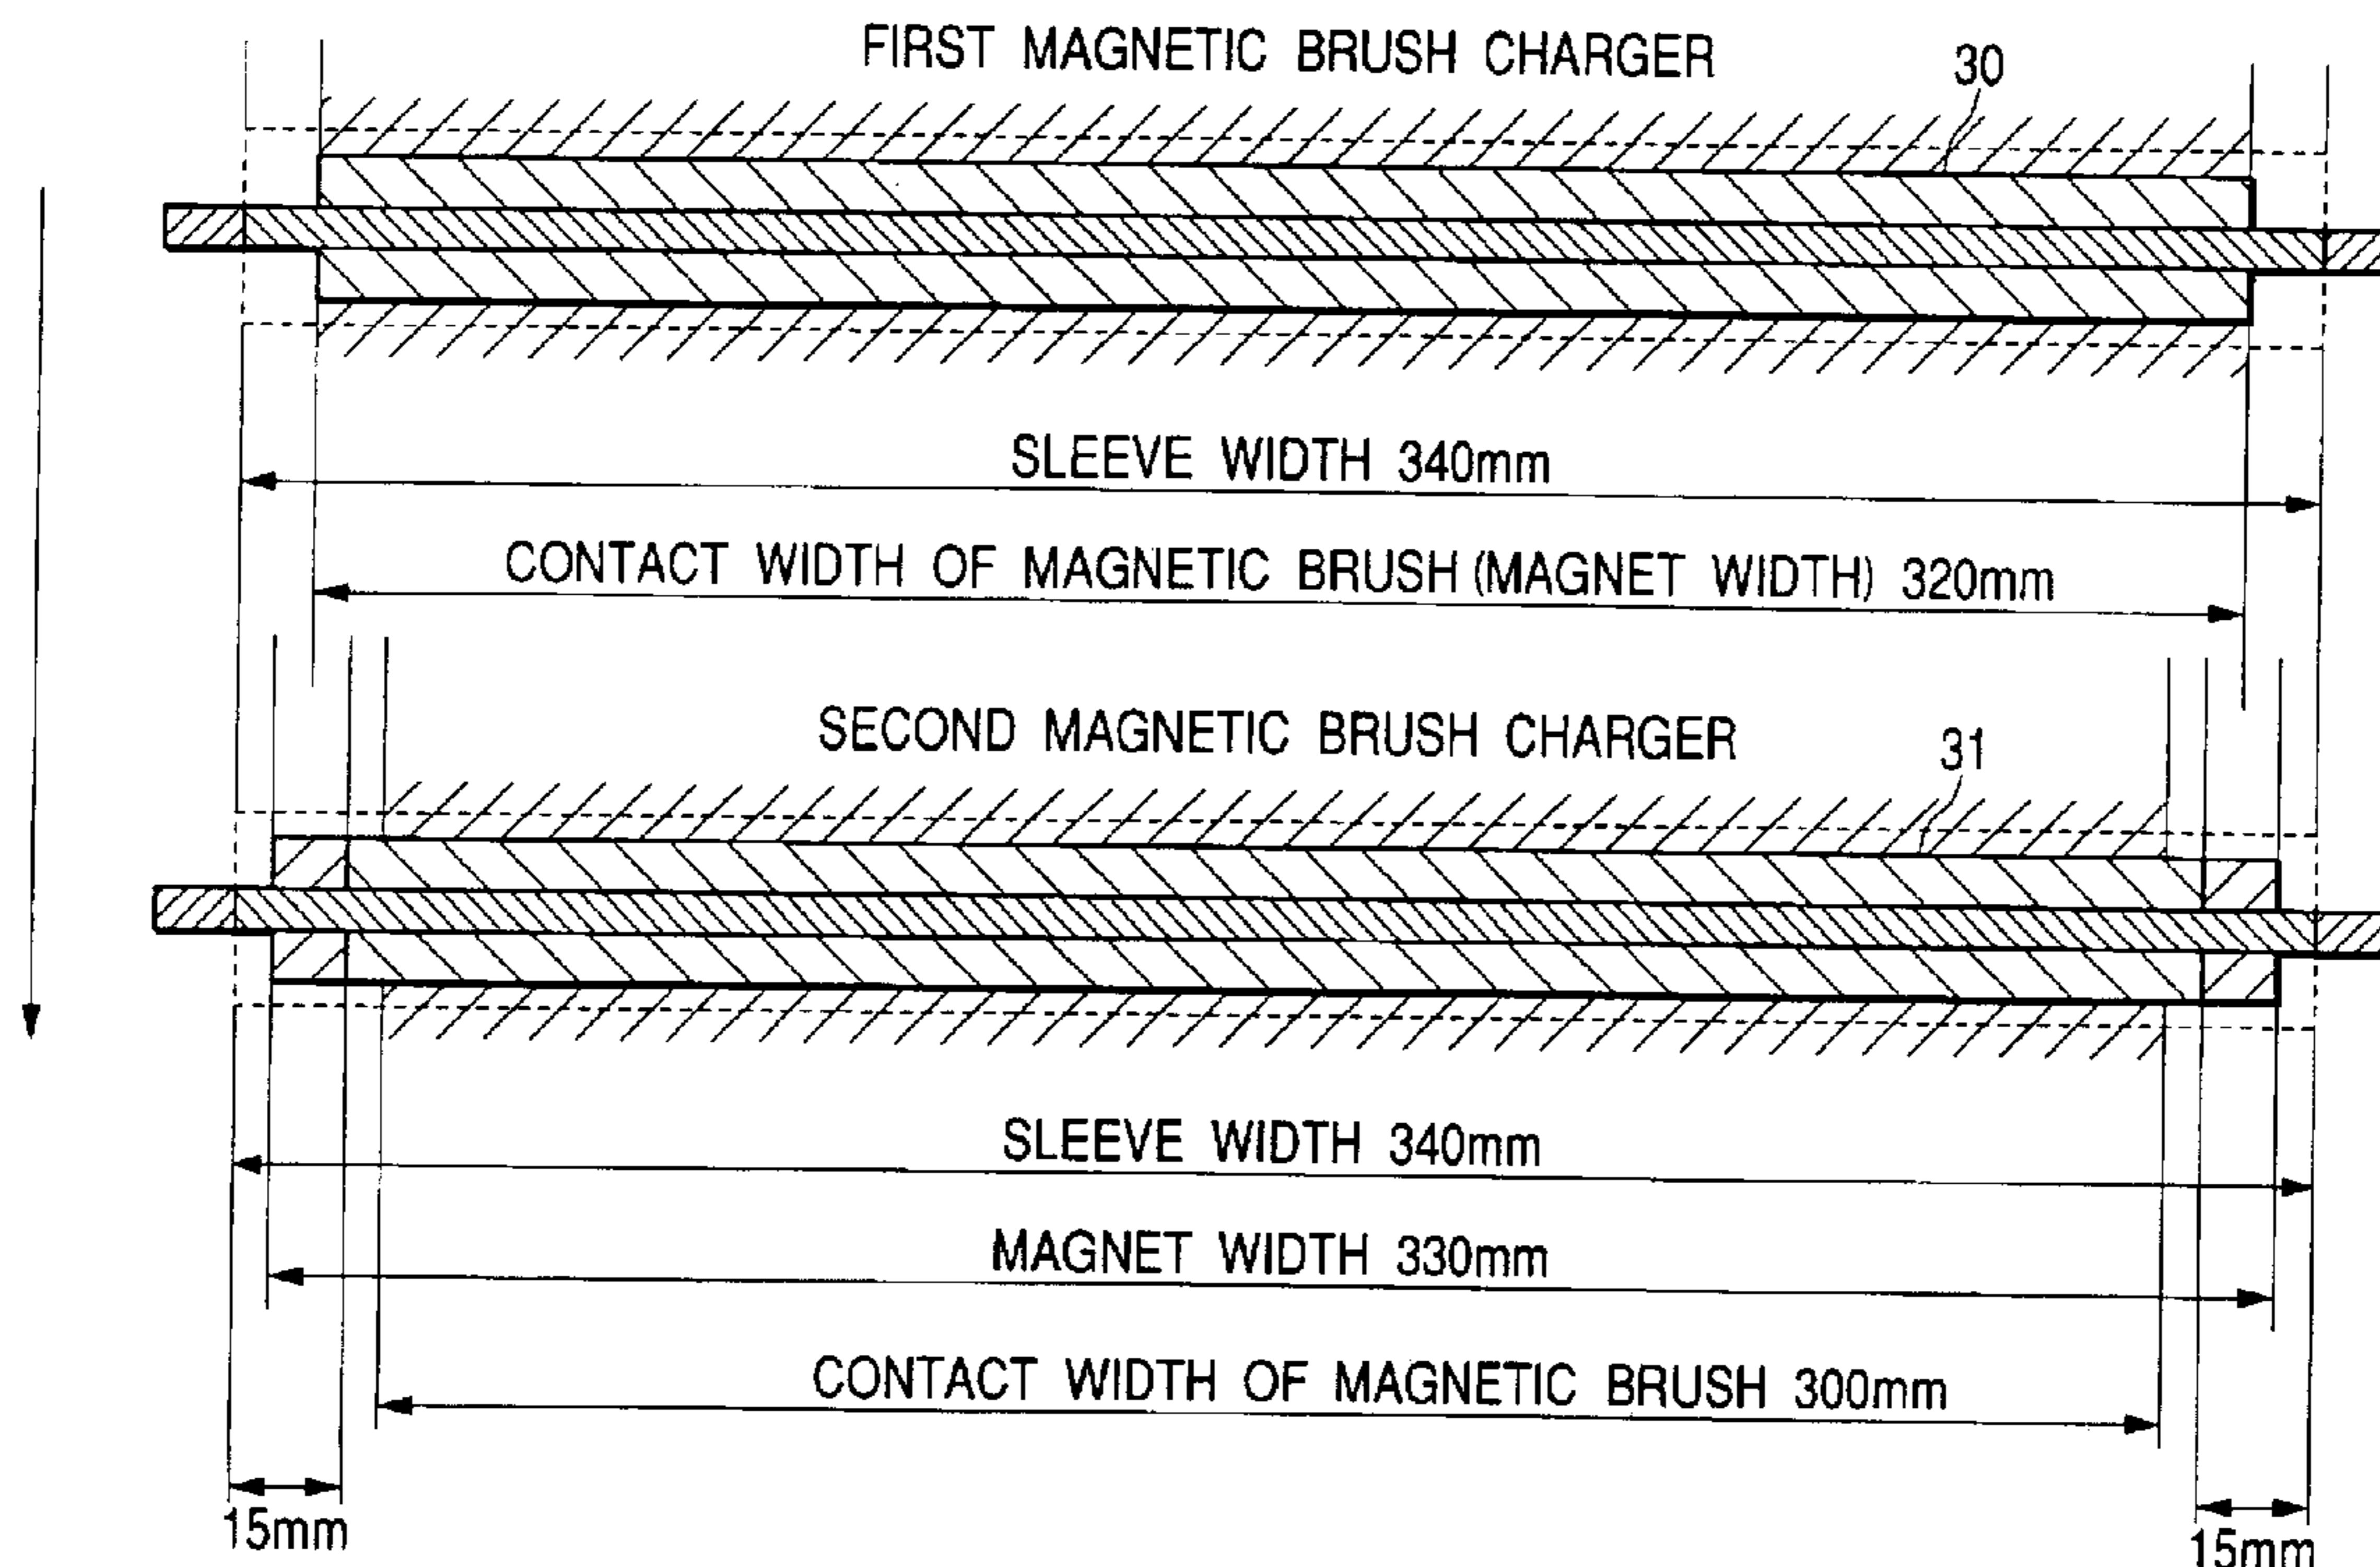 FIRST MAGNETIC BRUSH CHARGER
30
SLEEVE WIDTH 340mm
CONTACT WIDTH OF MAGNETIC BRUSH (MAGNET WIDTH) 320mm
SECOND MAGNETIC BRUSH CHARGER
31
SLEEVE WIDTH 340mm
MAGNET WIDTH 330mm
CONTACT WIDTH OF MAGNETIC BRUSH 300mm
15mm
15mm